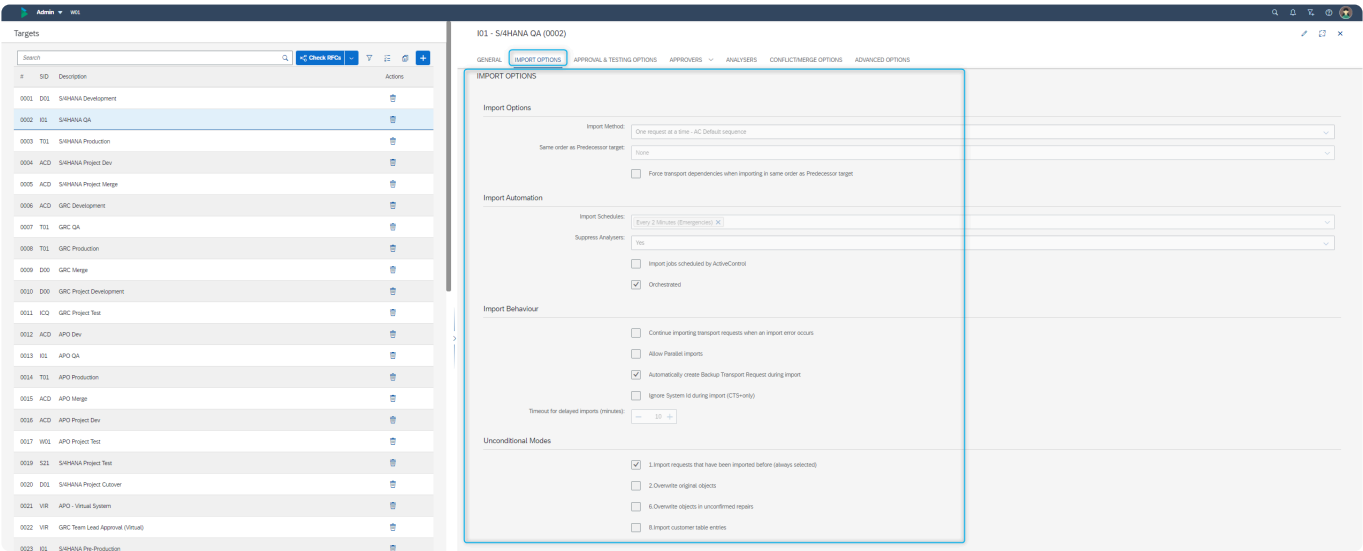 Admin W01
Targets
Search
Check RFCs
# SID Description Actions
0001 D01 S/4HANA Development
0002 I01 S/4HANA QA
0003 T01 S/4HANA Production
0004 ACD S/4HANA Project Dev
0005 ACD S/4HANA Project Merge
0006 ACD GRC Development
0007 T01 GRC QA
0008 T01 GRC Production
0009 D00 GRC Merge
0010 D00 GRC Project Development
0011 ICQ GRC Project Test
0012 ACD APO Dev
0013 I01 APO QA
0014 T01 APO Production
0015 ACD APO Merge
0016 ACD APO Project Dev
0017 W01 APO Project Test
0019 S21 S/4HANA Project Test
0020 D01 S/4HANA Project Cutover
0021 VIR APO - Virtual System
0022 VIR GRC Team Lead Approval (Virtual)
0023 I01 S/4HANA Pre-Production
I01 - S/4HANA QA (0002)
GENERAL IMPORT OPTIONS APPROVAL & TESTING OPTIONS APPROVERS ANALYSERS CONFLICT/MERGE OPTIONS ADVANCED OPTIONS
IMPORT OPTIONS
Import Options
Import Method: One request at a time - AC Default sequence
Same order as Predecessor target: None
Force transport dependencies when importing in same order as Predecessor target
Import Automation
Import Schedules: Every 2 Minutes (Emergencies)
Suppress Analysers: Yes
Import jobs scheduled by ActiveControl
Orchestrated
Import Behaviour
Continue importing transport requests when an import error occurs
Allow Parallel imports
Automatically create Backup Transport Request during import
Ignore System Id during import (CTS+only)
Timeout for delayed imports (minutes): 10
Unconditional Modes
1.Import requests that have been imported before (always selected)
2.Overwrite original objects
6.Overwrite objects in unconfirmed repairs
8.Import customer table entries